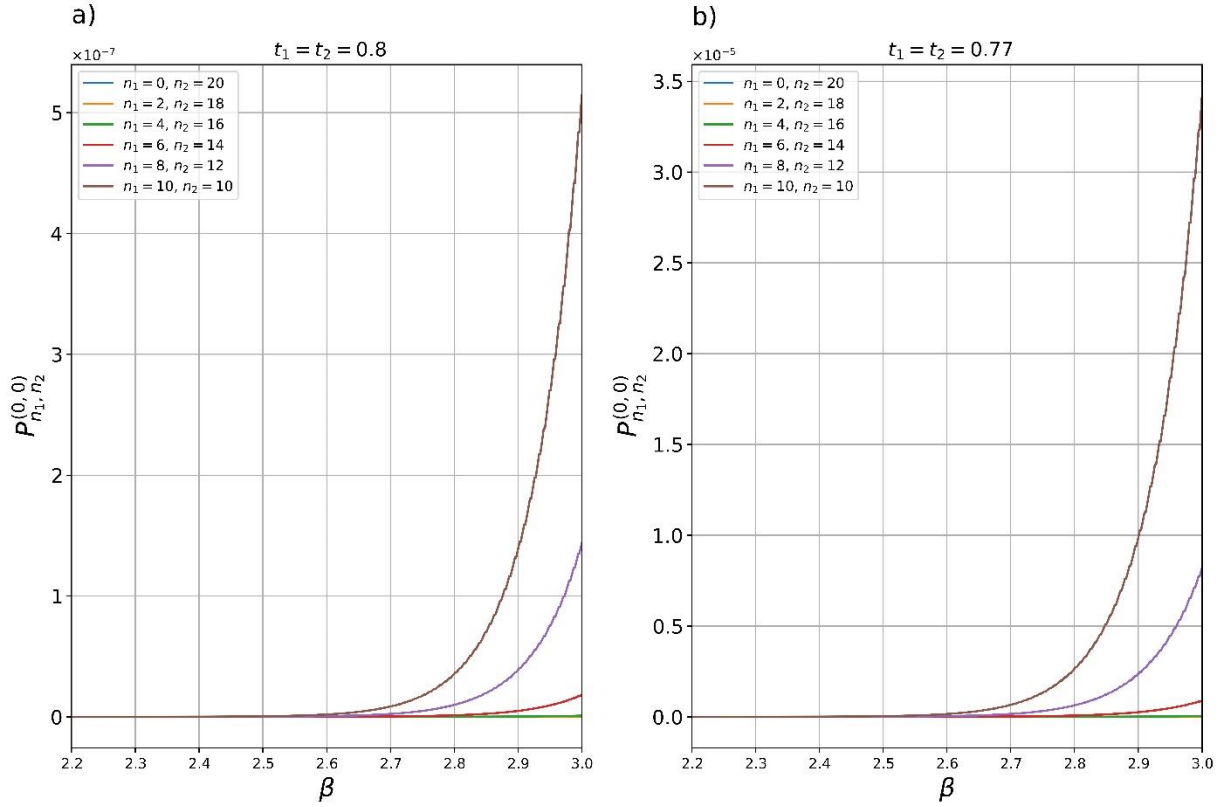 a)
×10⁻⁷
t₁ = t₂ = 0.8
n₁ = 0, n₂ = 20
n₁ = 2, n₂ = 18
n₁ = 4, n₂ = 16
n₁ = 6, n₂ = 14
n₁ = 8, n₂ = 12
n₁ = 10, n₂ = 10
5
4
3
2
1
0
P^{(0, 0)}_{n₁, n₂}
2.2 2.3 2.4 2.5 2.6 2.7 2.8 2.9 3.0
β
b)
×10⁻⁵
t₁ = t₂ = 0.77
n₁ = 0, n₂ = 20
n₁ = 2, n₂ = 18
n₁ = 4, n₂ = 16
n₁ = 6, n₂ = 14
n₁ = 8, n₂ = 12
n₁ = 10, n₂ = 10
3.5
3.0
2.5
2.0
1.5
1.0
0.5
0.0
P^{(0, 0)}_{n₁, n₂}
2.2 2.3 2.4 2.5 2.6 2.7 2.8 2.9 3.0
β